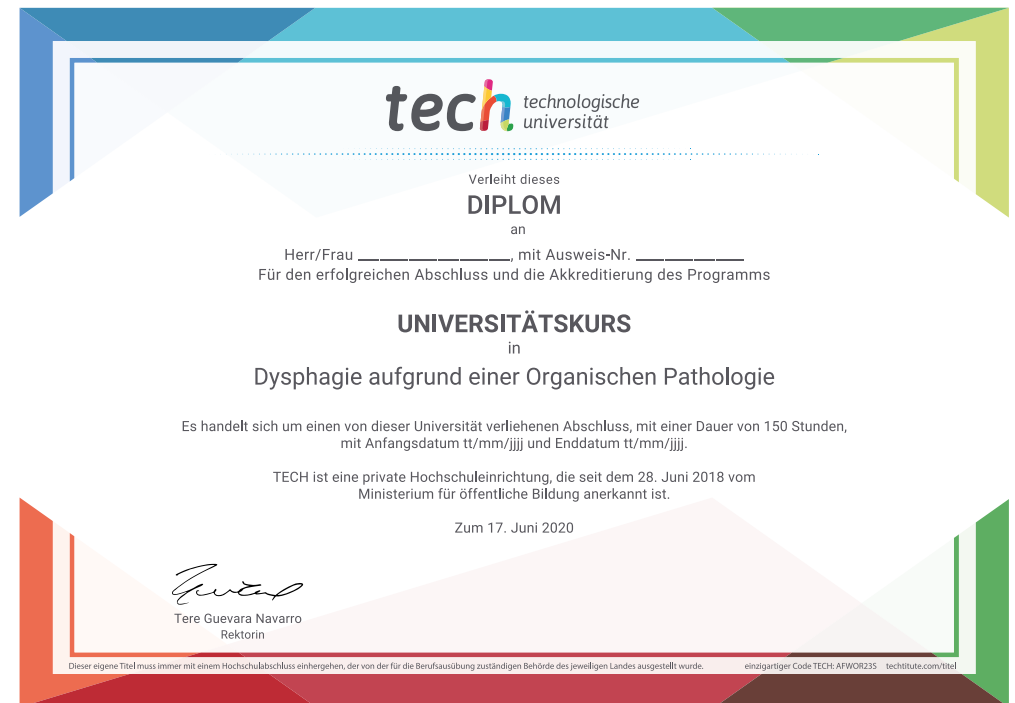 tech technologische
universität
Verleiht dieses
DIPLOM
an
Herr/Frau ________________, mit Ausweis-Nr. ____________
Für den erfolgreichen Abschluss und die Akkreditierung des Programms
UNIVERSITÄTSKURS
in
Dysphagie aufgrund einer Organischen Pathologie
Es handelt sich um einen von dieser Universität verliehenen Abschluss, mit einer Dauer von 150 Stunden,
mit Anfangsdatum tt/mm/jjjj und Enddatum tt/mm/jjjj.
TECH ist eine private Hochschuleinrichtung, die seit dem 28. Juni 2018 vom
Ministerium für öffentliche Bildung anerkannt ist.
Zum 17. Juni 2020
Tere Guevara Navarro
Rektorin
Dieser eigene Titel muss immer mit einem Hochschulabschluss einhergehen, der von der für die Berufsausübung zuständigen Behörde des jeweiligen Landes ausgestellt wurde. einzigartiger Code TECH: AFWOR23S techtitute.com/titel